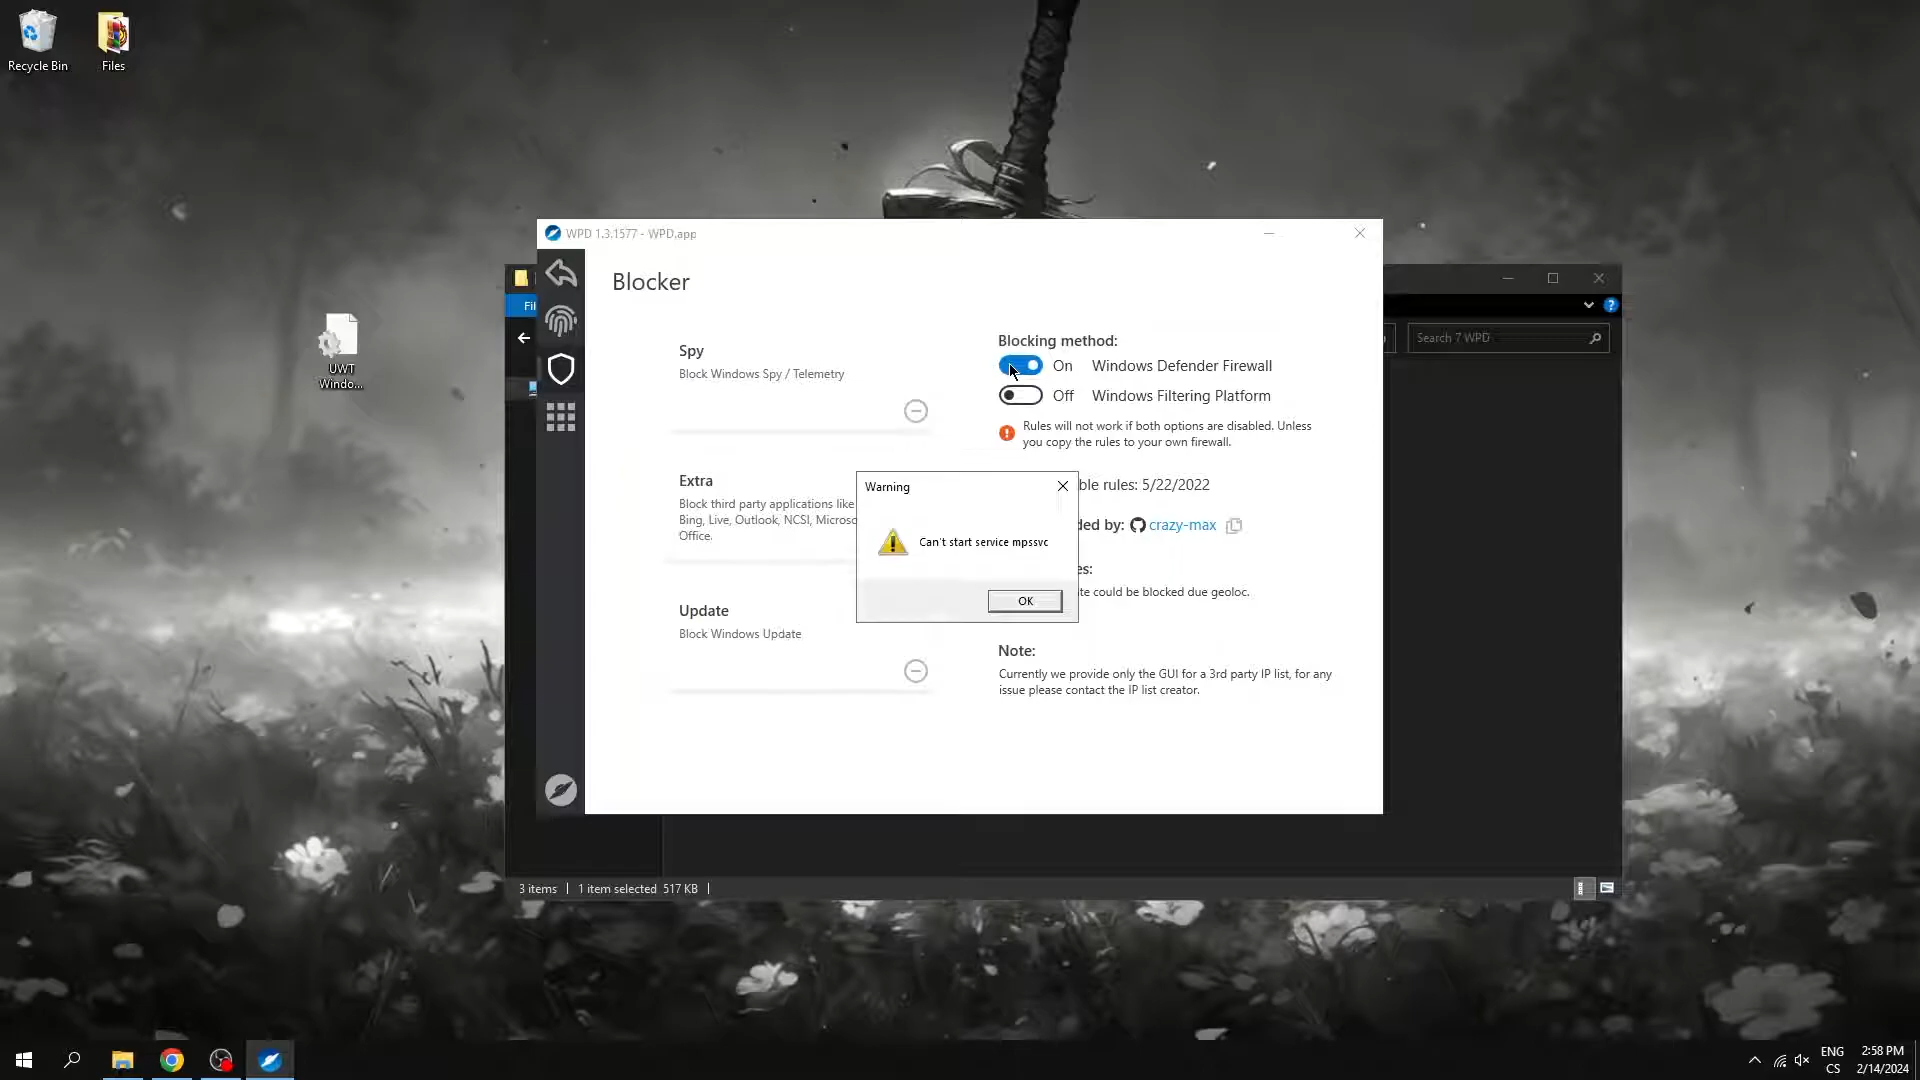 Recycle Bin
Files
UWT
Windo...
WPD 1.3.1577 - WPD.app
Blocker
Spy
Block Windows Spy / Telemetry
Extra
Block third party applications like
Bing, Live, Outlook, NCSI, Microso
Office.
Update
Block Windows Update
Blocking method:
On Windows Defender Firewall
Off Windows Filtering Platform
Rules will not work if both options are disabled. Unless
you copy the rules to your own firewall.
ble rules: 5/22/2022
ded by: crazy-max
es:
te could be blocked due geoloc.
Note:
Currently we provide only the GUI for a 3rd party IP list, for any
issue please contact the IP list creator.
Warning
Can't start service mpssvc
OK
Fil
Search 7 WPD
3 items
1 item selected 517 KB
ENG
CS
2:58 PM
2/14/2024